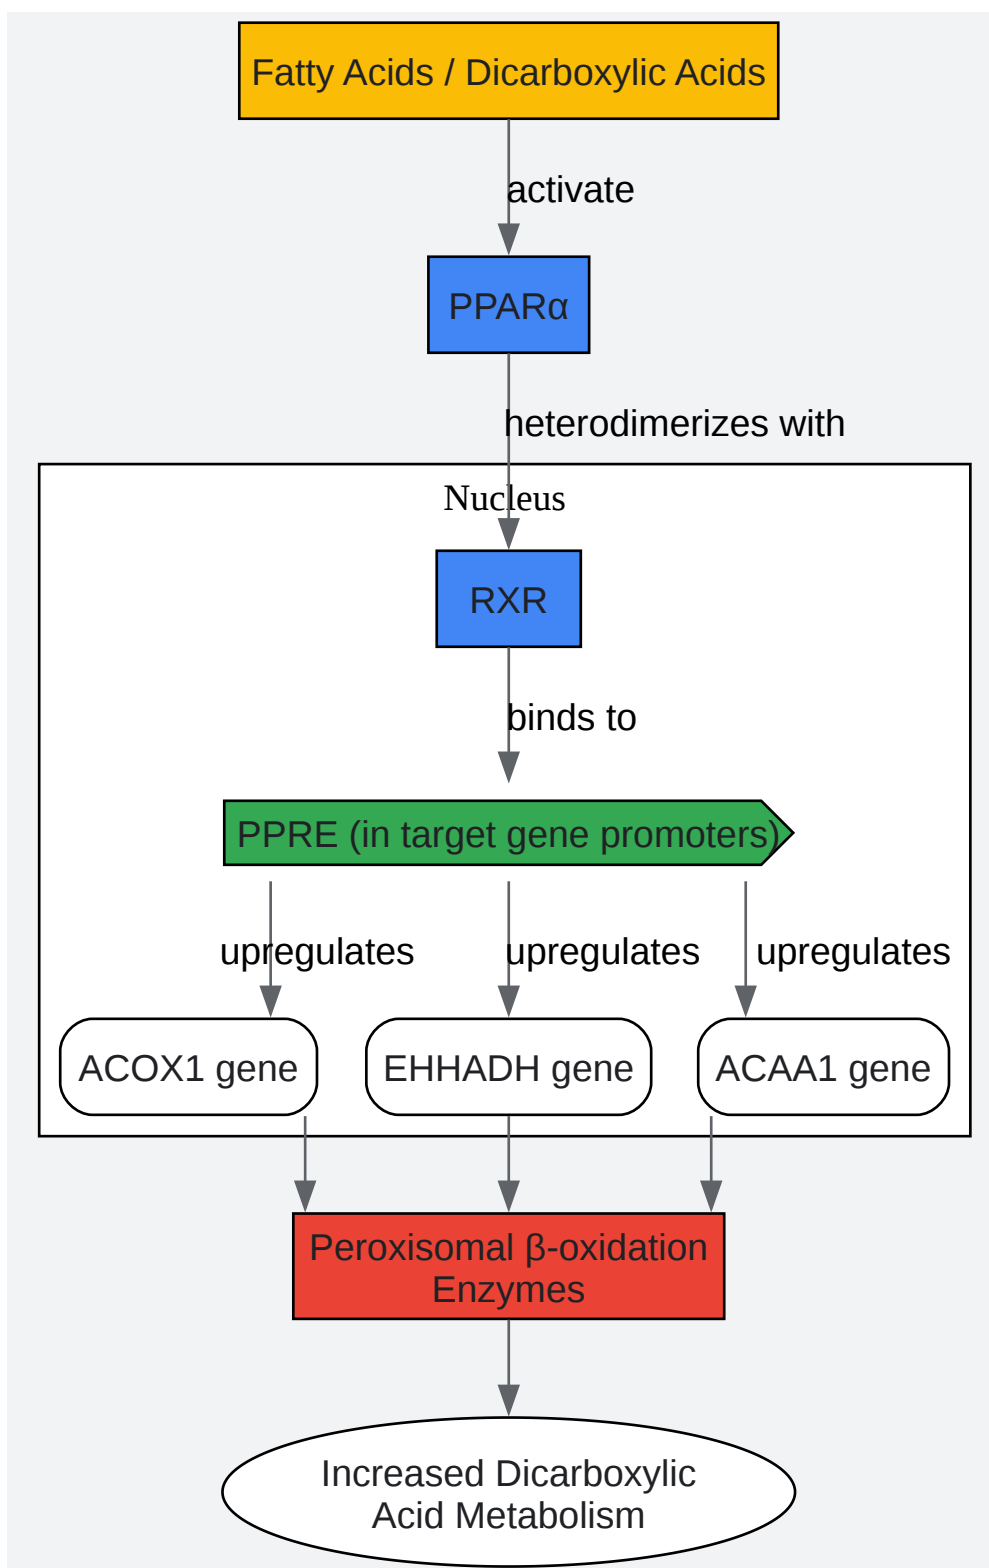 Fatty Acids / Dicarboxylic Acids
activate
PPARα
heterodimerizes with
Nucleus
RXR
binds to
PPRE (in target gene promoters)
upregulates
upregulates
upregulates
ACOX1 gene
EHHADH gene
ACAA1 gene
Peroxisomal β-oxidation
Enzymes
Increased Dicarboxylic
Acid Metabolism